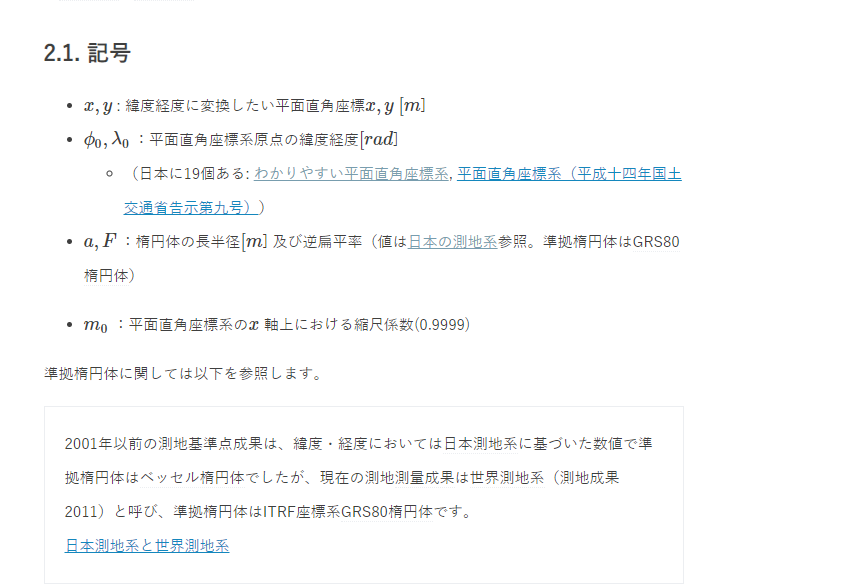 2.1. 記号
x, y : 緯度経度に変換したい平面直角座標x, y [m]
ϕ0, λ0 ：平面直角座標系原点の緯度経度[rad]
（日本に19個ある: わかりやすい平面直角座標系, 平面直角座標系（平成十四年国土
交通省告示第九号））
a, F ：楕円体の長半径[m] 及び逆扁平率（値は日本の測地系参照。準拠楕円体はGRS80
楕円体）
m0 ：平面直角座標系のx 軸上における縮尺係数(0.9999)
準拠楕円体に関しては以下を参照します。
2001年以前の測地基準点成果は、緯度・経度においては日本測地系に基づいた数値で準
拠楕円体はベッセル楕円体でしたが、現在の測地測量成果は世界測地系（測地成果
2011）と呼び、準拠楕円体はITRF座標系GRS80楕円体です。
日本測地系と世界測地系